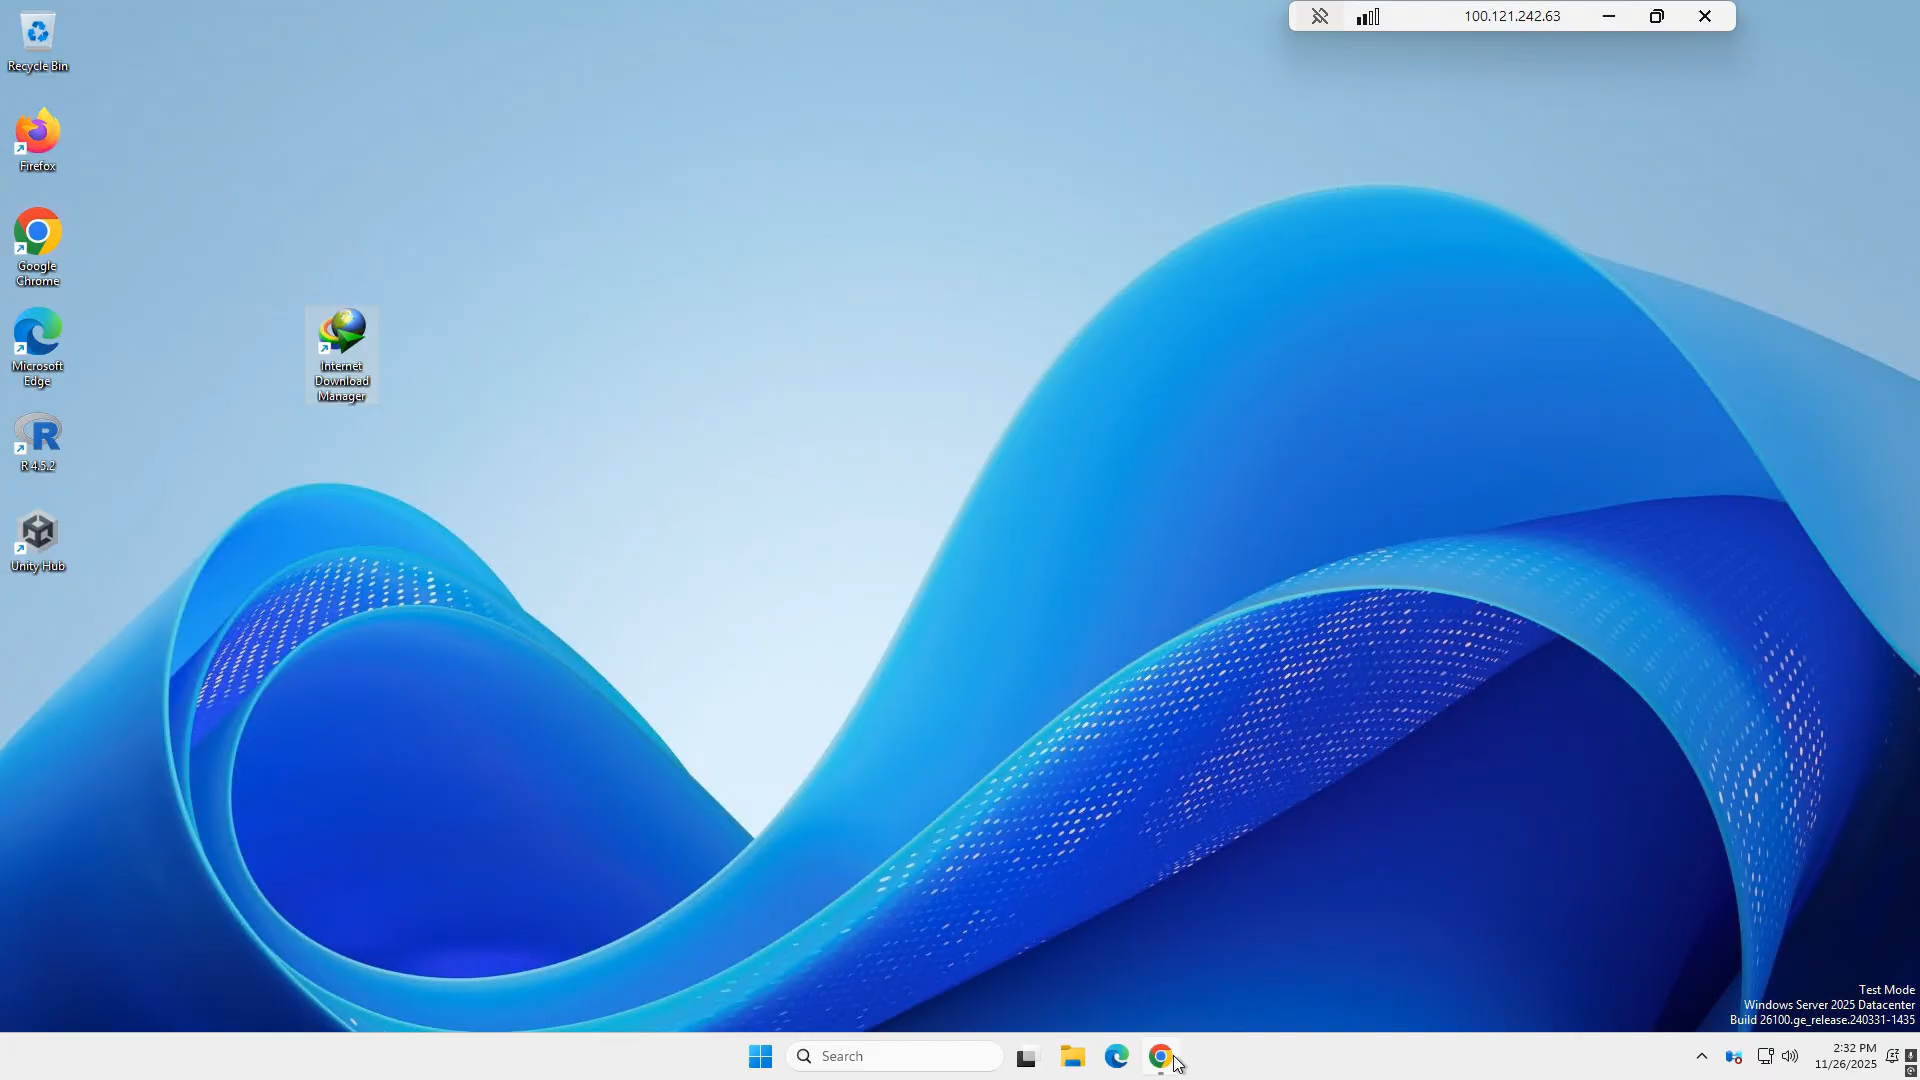 100.121.242.63
Recycle Bin
Firefox
Google
Chrome
Microsoft
Edge
R 4.5.2
Unity Hub
Internet
Download
Manager
Test Mode
Windows Server 2025 Datacenter
Build 26100.ge_release.240331-1435
Search
2:32 PM
11/26/2025